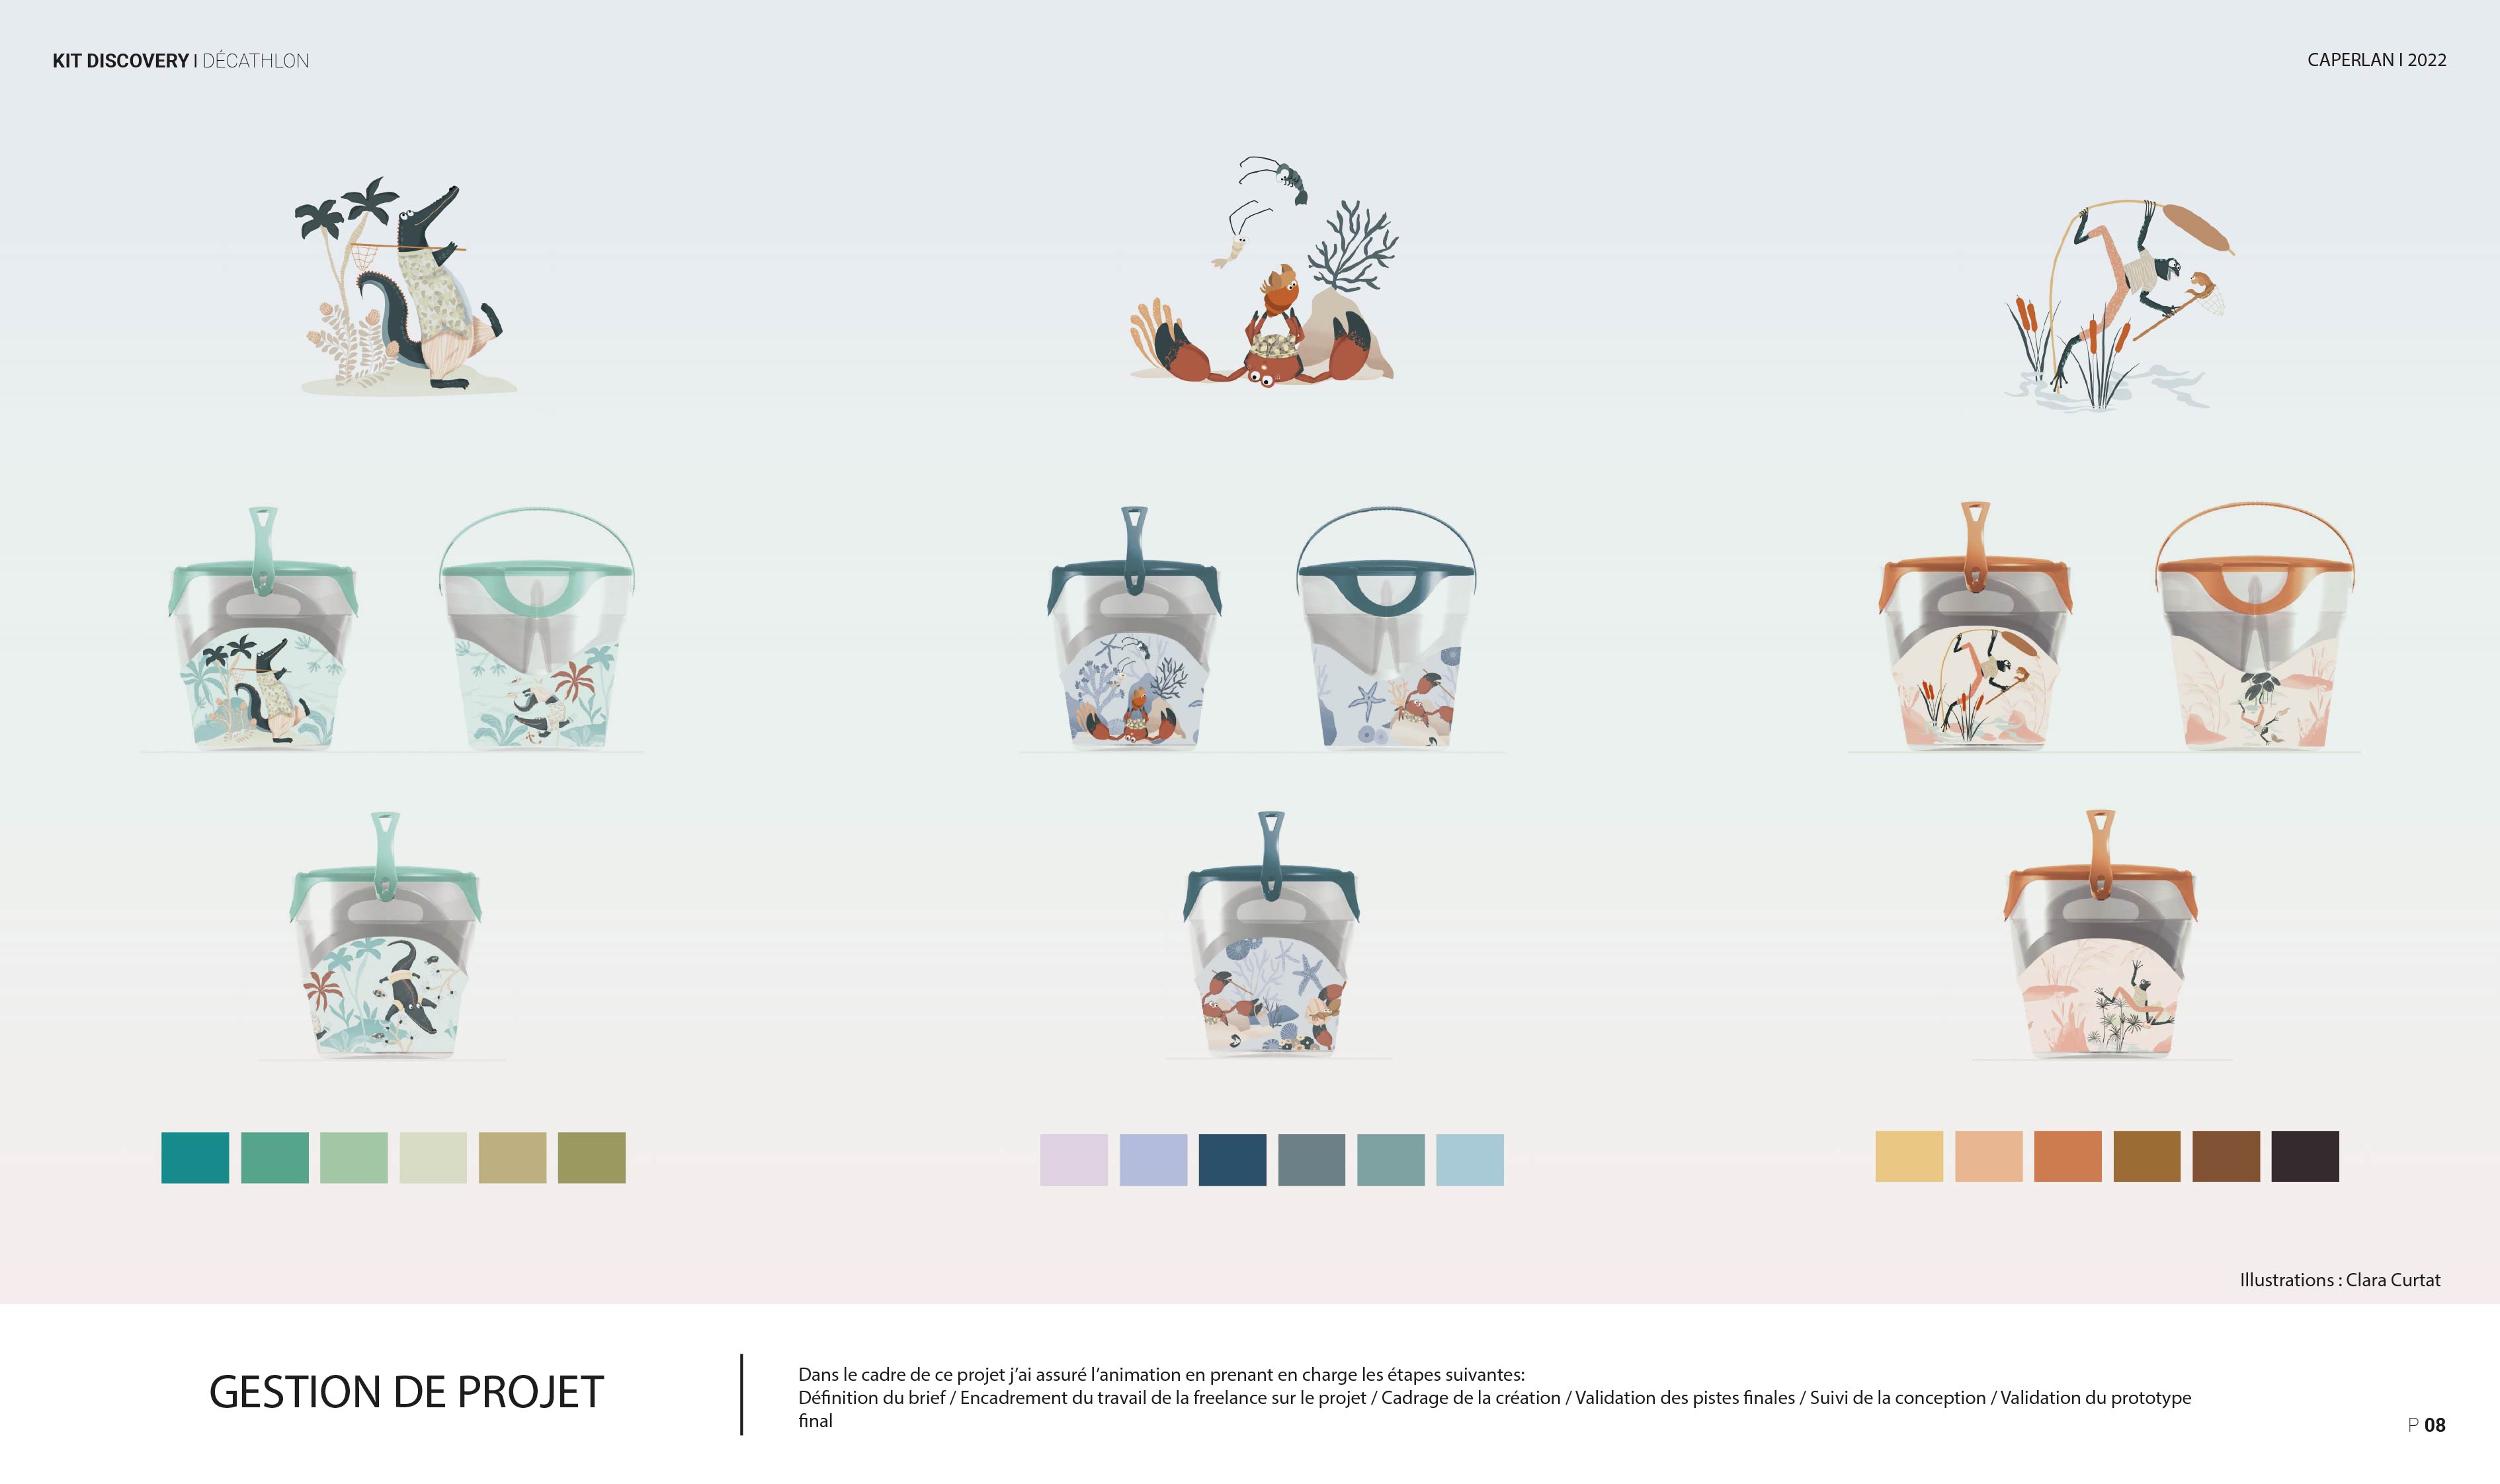 KIT DISCOVERY I DÉCATHLON
CAPERLAN I 2022
Illustrations : Clara Curtat
GESTION DE PROJET
Dans le cadre de ce projet j’ai assuré l’animation en prenant en charge les étapes suivantes:
Définition du brief / Encadrement du travail de la freelance sur le projet / Cadrage de la création / Validation des pistes finales / Suivi de la conception / Validation du prototype
final
P 08